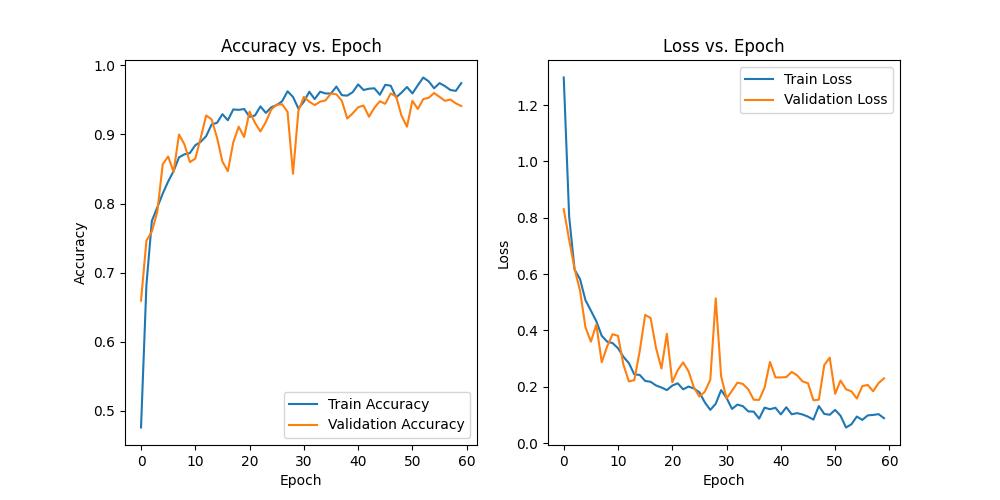 Accuracy vs. Epoch
1.0
0.9
0.8
0.7
0.6
0.5
Accuracy
0 10 20 30 40 50 60
Epoch
Train Accuracy
Validation Accuracy
Loss vs. Epoch
1.2
1.0
0.8
0.6
0.4
0.2
0.0
Loss
0 10 20 30 40 50 60
Epoch
Train Loss
Validation Loss